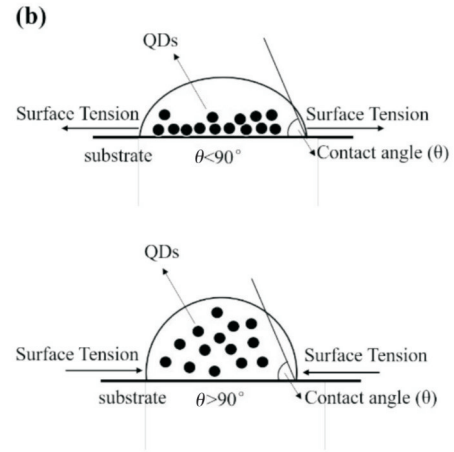 (b)
QDs
Surface Tension
Surface Tension
substrate
θ<90°
Contact angle (θ)
QDs
Surface Tension
Surface Tension
substrate
θ>90°
Contact angle (θ)